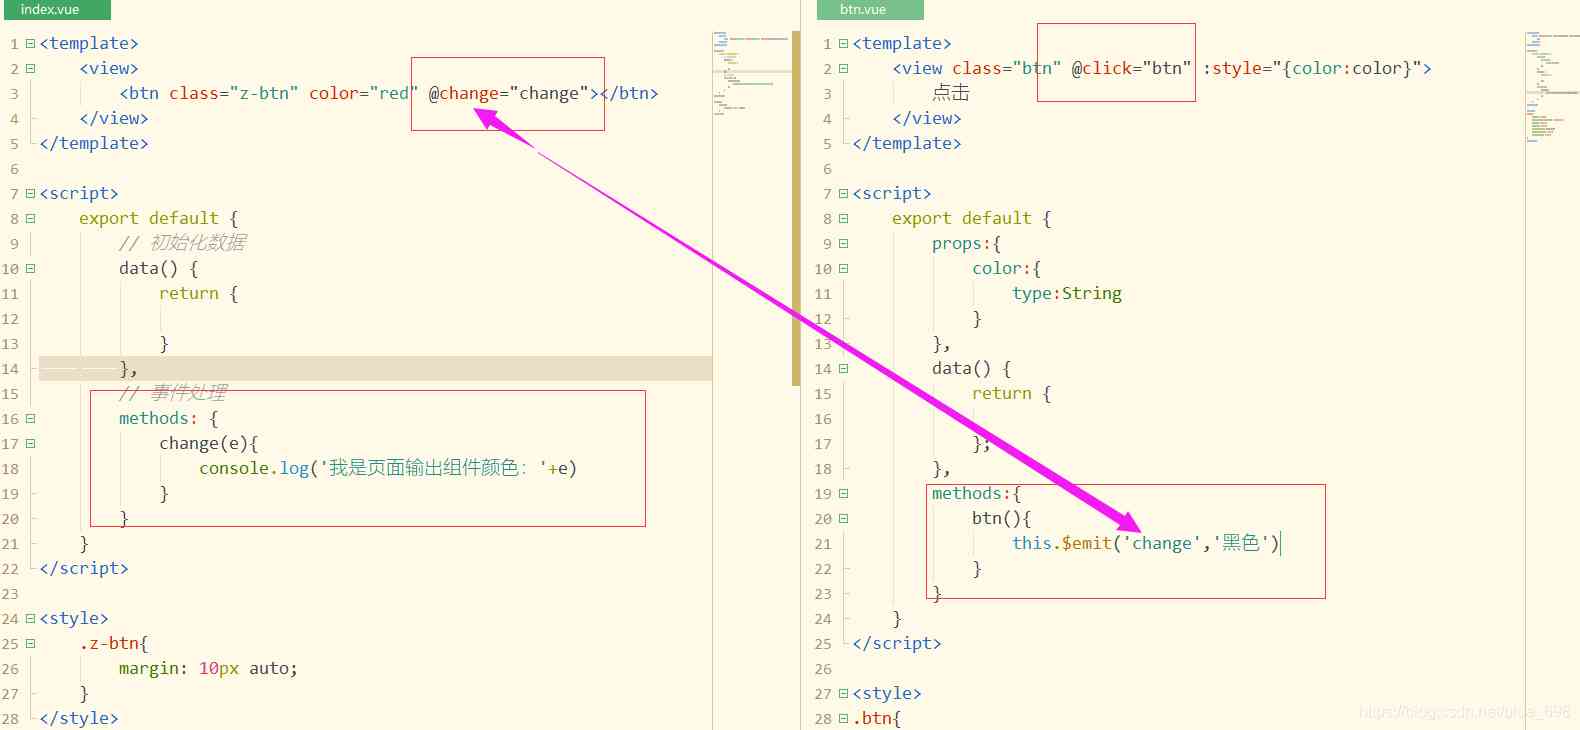 index.vue
1 <template>
2 <view>
3 <btn class="z-btn" color="red" @change="change"></btn>
4 </view>
5 </template>
6
7 <script>
8 export default {
9 // 初始化数据
10 data() {
11 return {
12
13 }
14 },
15 // 事件处理
16 methods: {
17 change(e){
18 console.log('我是页面输出组件颜色：'+e)
19 }
20 }
21 }
22 </script>
23
24 <style>
25 .z-btn{
26 margin: 10px auto;
27 }
28 </style>
btn.vue
1 <template>
2 <view class="btn" @click="btn" :style="{color:color}">
3 点击
4 </view>
5 </template>
6
7 <script>
8 export default {
9 props:{
10 color:{
11 type:String
12 }
13 },
14 data() {
15 return {
16
17 };
18 },
19 methods:{
20 btn(){
21 this.$emit('change','黑色')
22 }
23 }
24 }
25 </script>
26
27 <style>
28 .btn{